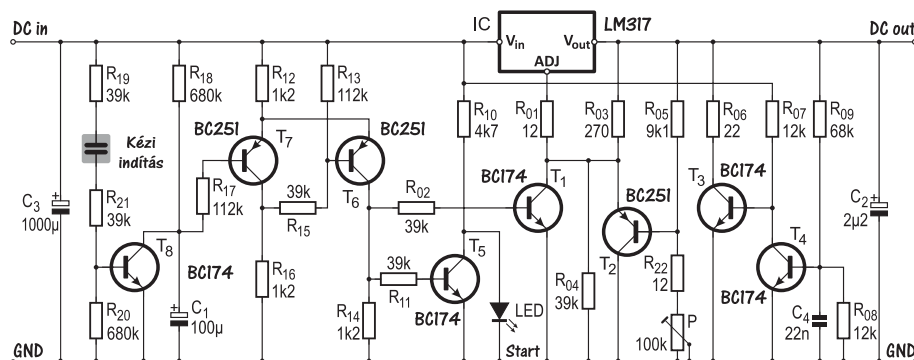 DC in
IC
LM317
DC out
Vin
Vout
ADJ
R19
39k
R18
680k
R12
1k2
R13
112k
R10
4k7
R01
12
R03
270
R05
9k1
R06
22
R07
12k
R09
68k
Kézi
indítás
BC251
T7
BC251
T6
BC174
T1
BC251
T2
BC174
T3
T4
BC174
C3
1000µ
R21
39k
R17
112k
39k
R15
R02
39k
C2
2µ2
T8
BC174
R16
1k2
39k
R11
T5
BC174
R04
39k
R22
12
R20
680k
C1
100µ
R14
1k2
LED
Start
P
100k
C4
22n
R08
12k
GND
GND